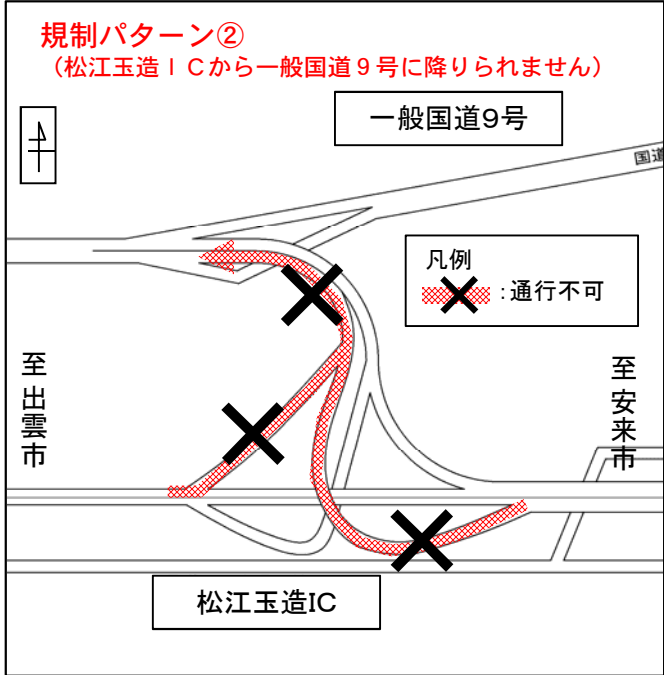 規制パターン②
（松江玉造ＩＣから一般国道９号に降りられません）
一般国道9号
国道
凡例
：通行不可
至出雲市
至安来市
松江玉造IC